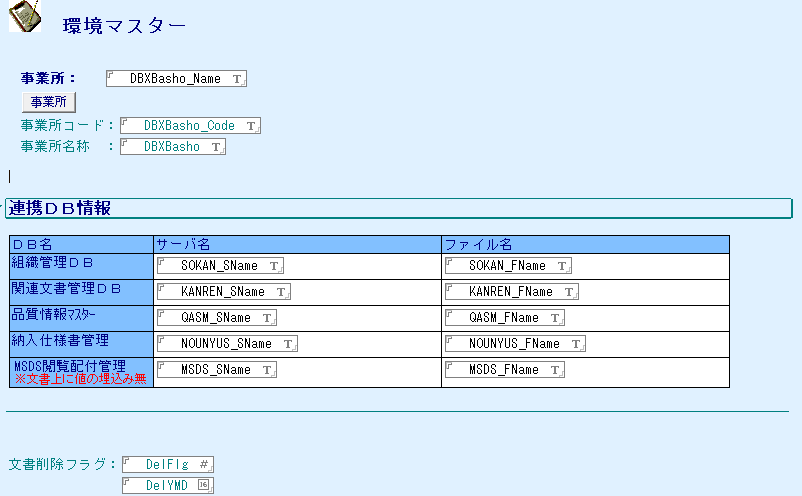 環境マスター
事業所： DBXBasho_Name T
事業所
事業所コード： DBXBasho_Code T
事業所名称 ： DBXBasho T
連携ＤＢ情報
ＤＢ名 サーバ名 ファイル名
組織管理ＤＢ SOKAN_SName T SOKAN_FName T
関連文書管理ＤＢ KANREN_SName T KANREN_FName T
品質情報ﾏｽﾀｰ QASM_SName T QASM_FName T
納入仕様書管理 NOUNYUS_SName T NOUNYUS_FName T
MSDS閲覧配付管理 MSDS_SName T MSDS_FName T
※文書上に値の埋込み無
文書削除フラグ： DelFlg #
DelYMD 16